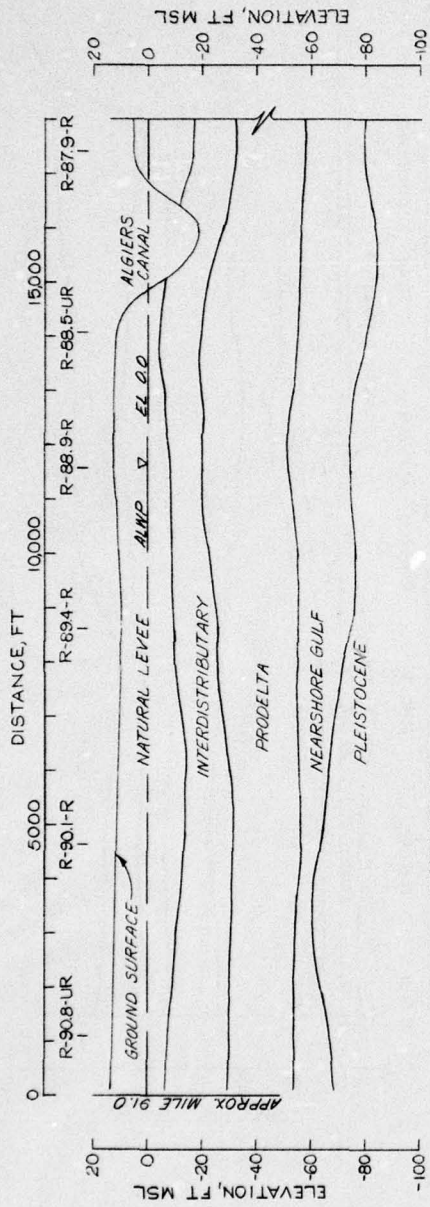 DISTANCE, FT
0
5000
10,000
15,000
R-90.8-UR
R-90.1-R
R-89.4-R
R-88.9-R
R-88.5-UR
R-87.9-R
ELEVATION, FT MSL
20
0
-20
-40
-60
-80
-100
GROUND SURFACE
ALGIERS
CANAL
NATURAL LEVEE
ALWP
EL 0.0
INTERDISTRIBUTARY
PRODELTA
NEARSHORE GULF
PLEISTOCENE
APPROX MILE 91.0
ELEVATION, FT MSL
20
0
-20
-40
-60
-80
-100